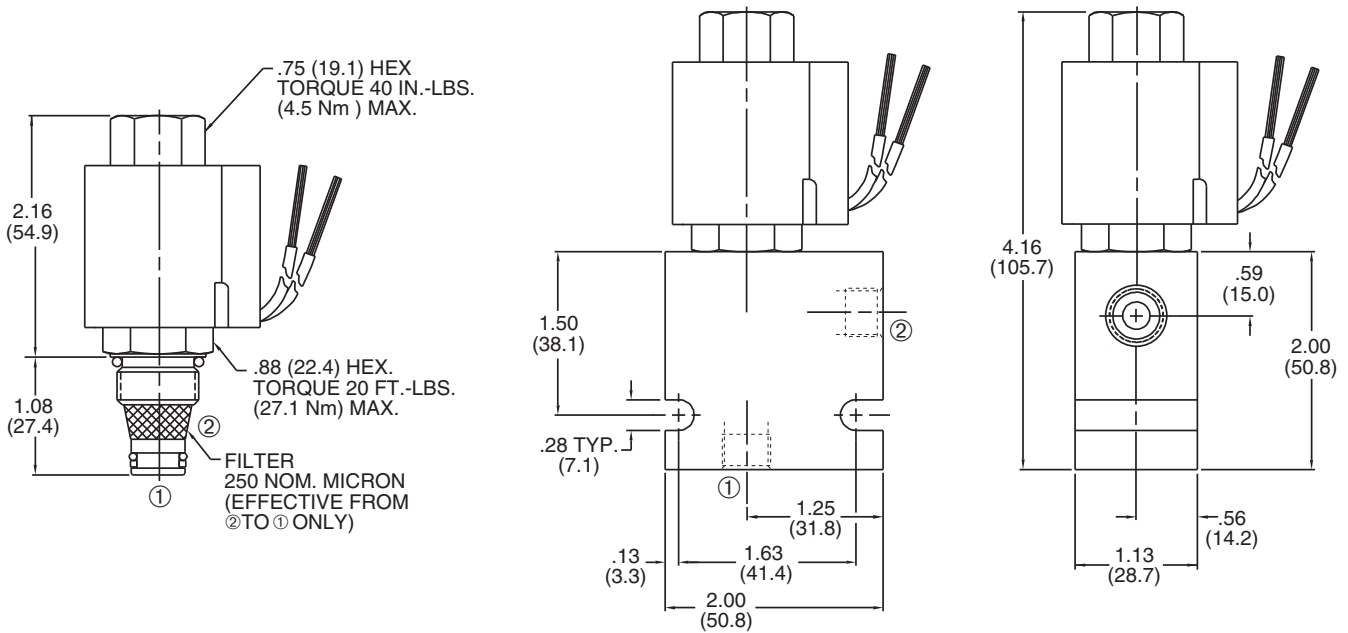 .75 (19.1) HEX
TORQUE 40 IN.-LBS.
(4.5 Nm ) MAX.
2.16
(54.9)
.88 (22.4) HEX.
TORQUE 20 FT.-LBS.
(27.1 Nm) MAX.
1.08
(27.4)
②
FILTER
250 NOM. MICRON
(EFFECTIVE FROM
②TO ① ONLY)
①
1.50
(38.1)
②
.28 TYP.
(7.1)
①
1.25
(31.8)
.13
(3.3)
1.63
(41.4)
2.00
(50.8)
4.16
(105.7)
.59
(15.0)
2.00
(50.8)
.56
(14.2)
1.13
(28.7)